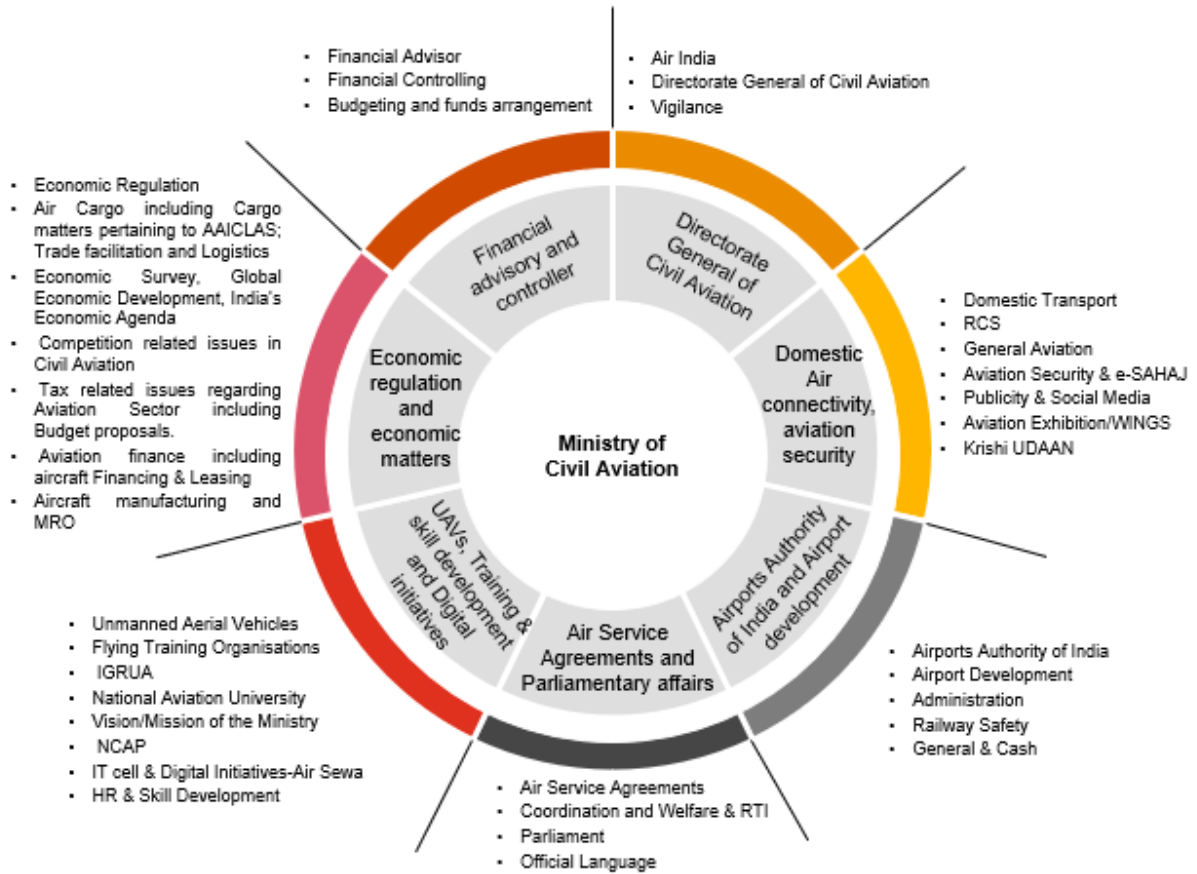 ▪ Financial Advisor
▪ Financial Controlling
▪ Budgeting and funds arrangement
▪ Air India
▪ Directorate General of Civil Aviation
▪ Vigilance
▪ Economic Regulation
▪ Air Cargo including Cargo
matters pertaining to AAICLAS;
Trade facilitation and Logistics
▪ Economic Survey, Global
Economic Development, India's
Economic Agenda
▪ Competition related issues in
Civil Aviation
▪ Tax related issues regarding
Aviation Sector including
Budget proposals.
▪ Aviation finance including
aircraft Financing & Leasing
▪ Aircraft manufacturing and
MRO
Financial
advisory and
controller
Directorate
General of
Civil Aviation
Economic
regulation
and
economic
matters
Ministry of
Civil Aviation
Domestic
Air
connectivity,
aviation
security
▪ Domestic Transport
▪ RCS
▪ General Aviation
▪ Aviation Security & e-SAHAJ
▪ Publicity & Social Media
▪ Aviation Exhibition/WINGS
▪ Krishi UDAAN
UAVs, Training &
skill development
and Digital
initiatives
Air Service
Agreements and
Parliamentary affairs
Airports Authority
of India and Airport
development
▪ Unmanned Aerial Vehicles
▪ Flying Training Organisations
▪ IGRUA
▪ National Aviation University
▪ Vision/Mission of the Ministry
▪ NCAP
▪ IT cell & Digital Initiatives-Air Sewa
▪ HR & Skill Development
▪ Airports Authority of India
▪ Airport Development
▪ Administration
▪ Railway Safety
▪ General & Cash
▪ Air Service Agreements
▪ Coordination and Welfare & RTI
▪ Parliament
▪ Official Language